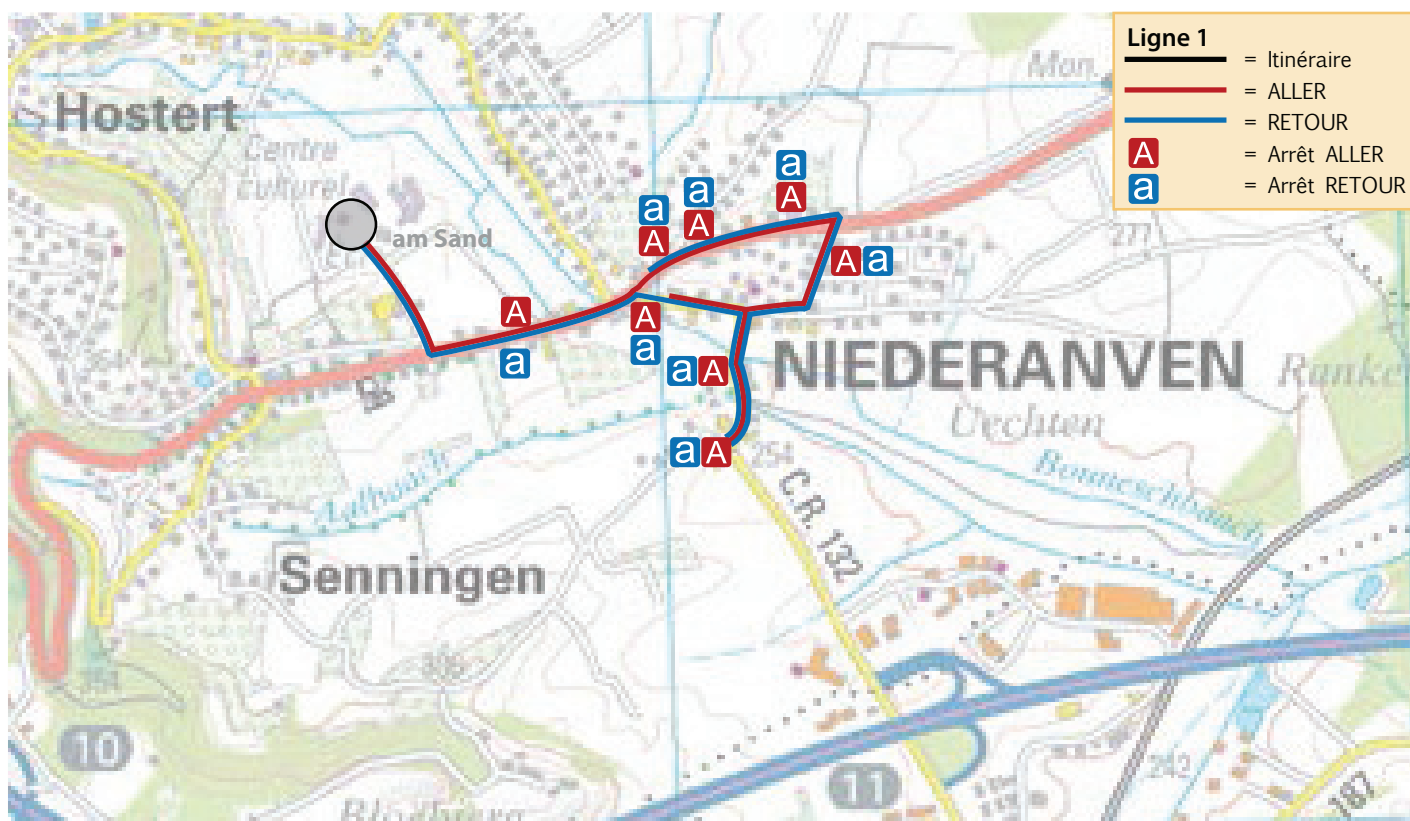 Ligne 1
= Itinéraire
= ALLER
= RETOUR
A = Arrêt ALLER
a = Arrêt RETOUR
Mon.
Hostert
Centre
Culturel
am Sand
a
a
a
A
A
A
277
A a
A
a
A
a
a A
NIEDERANVEN
Uechten
a A
254
C.R. 132
Aalbaach
Senningen
10
11
242
187